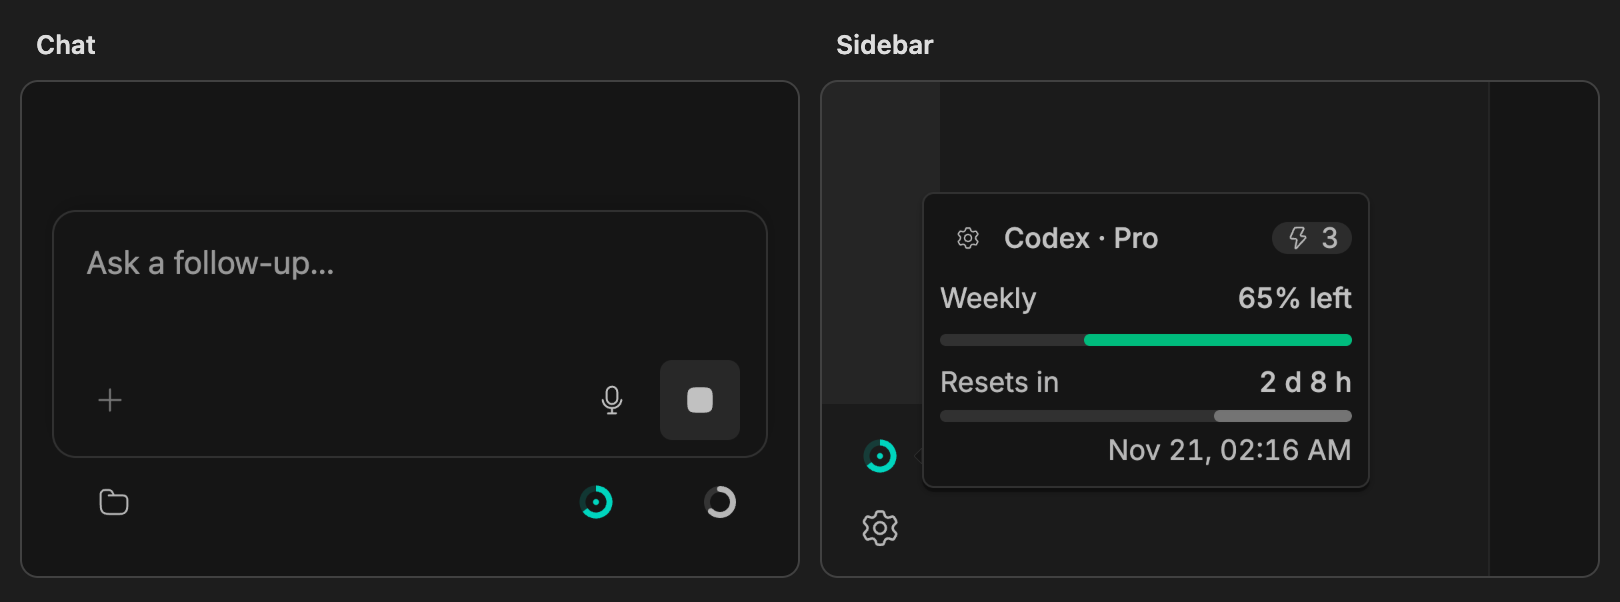 Chat
Ask a follow-up...
Sidebar
Codex · Pro
3
Weekly
65% left
Resets in
2 d 8 h
Nov 21, 02:16 AM